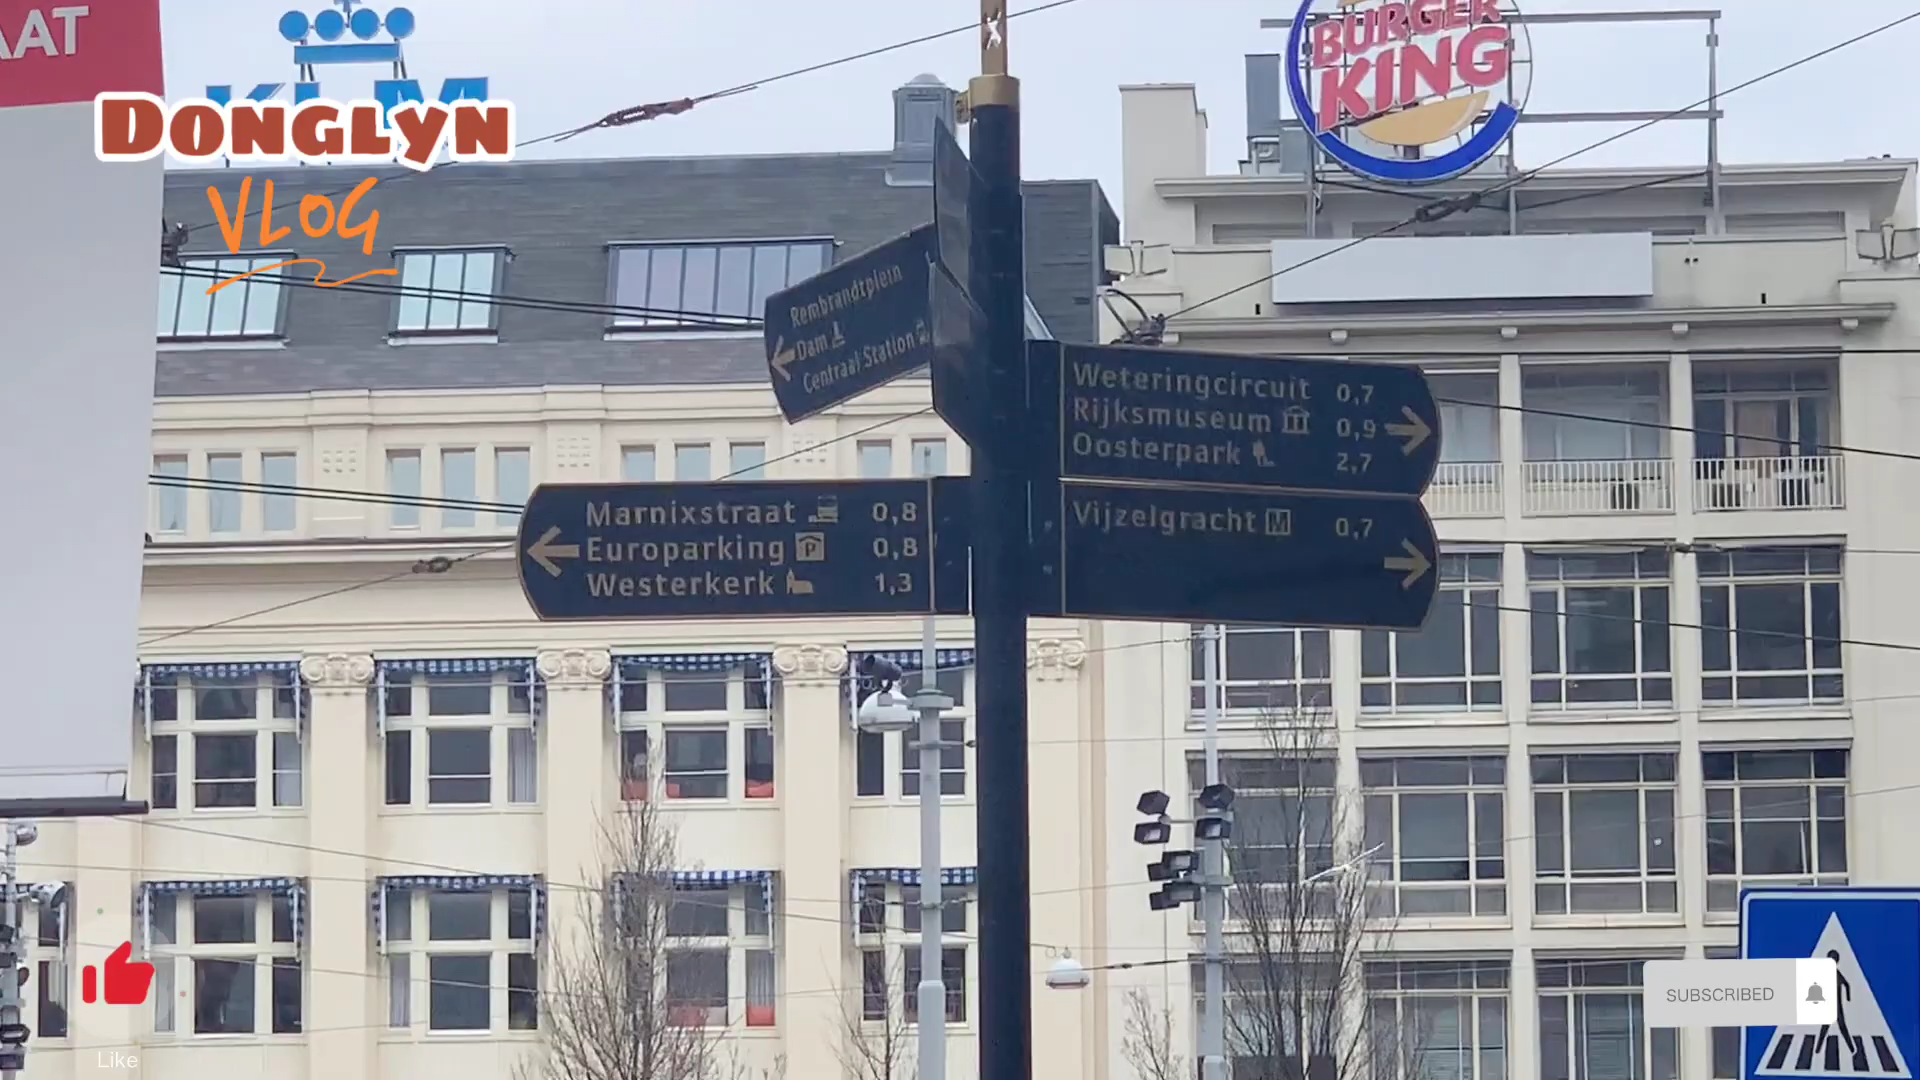 AAT
KLM
DONGLYN
VLOG
BURGER
KING
Rembrandtplein
Dam
Centraal Station
Weteringcircuit 0,7
Rijksmuseum 0,9
Oosterpark 2,7
Marnixstraat 0,8
Europarking P 0,8
Westerkerk 1,3
Vijzelgracht M 0,7
Like
SUBSCRIBED